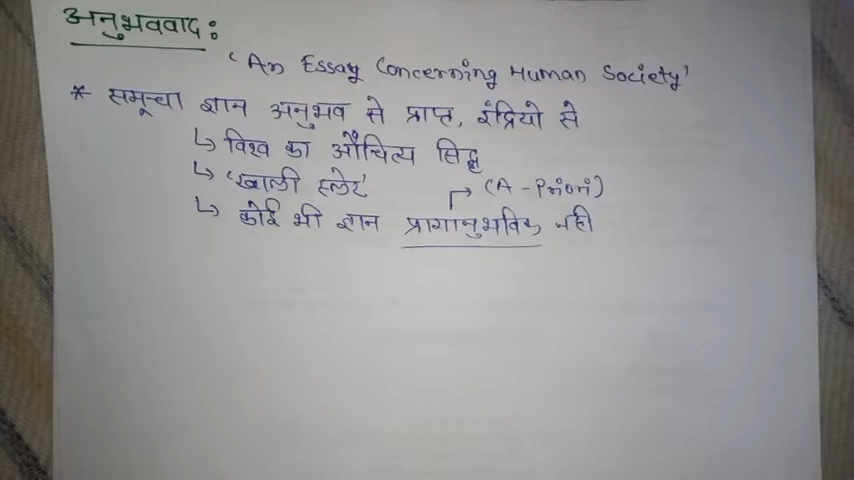 अनुभववाद:
'An Essay Concerning Human Society'
* समूचा ज्ञान अनुभव से प्राप्त, इंद्रियो से
↳ विश्व का औचित्य सिद्ध
↳ 'खाली स्लेट'
→ (A - Priori)
↳ कोई भी ज्ञान प्रागानुभविक नही